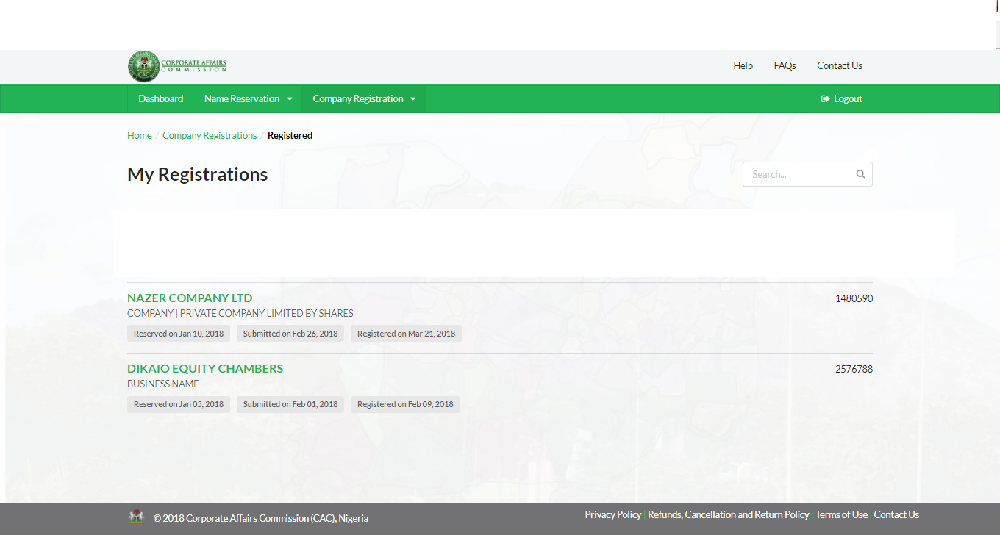 CORPORATE AFFAIRS
COMMISSION
CAC
Help FAQs Contact Us
Dashboard Name Reservation Company Registration Logout
Home / Company Registrations / Registered
My Registrations
Search...
NAZER COMPANY LTD 1480590
COMPANY | PRIVATE COMPANY LIMITED BY SHARES
Reserved on Jan 10, 2018 Submitted on Feb 26, 2018 Registered on Mar 21, 2018
DIKAIO EQUITY CHAMBERS 2576788
BUSINESS NAME
Reserved on Jan 05, 2018 Submitted on Feb 01, 2018 Registered on Feb 09, 2018
© 2018 Corporate Affairs Commission (CAC), Nigeria
Privacy Policy | Refunds, Cancellation and Return Policy | Terms of Use | Contact Us